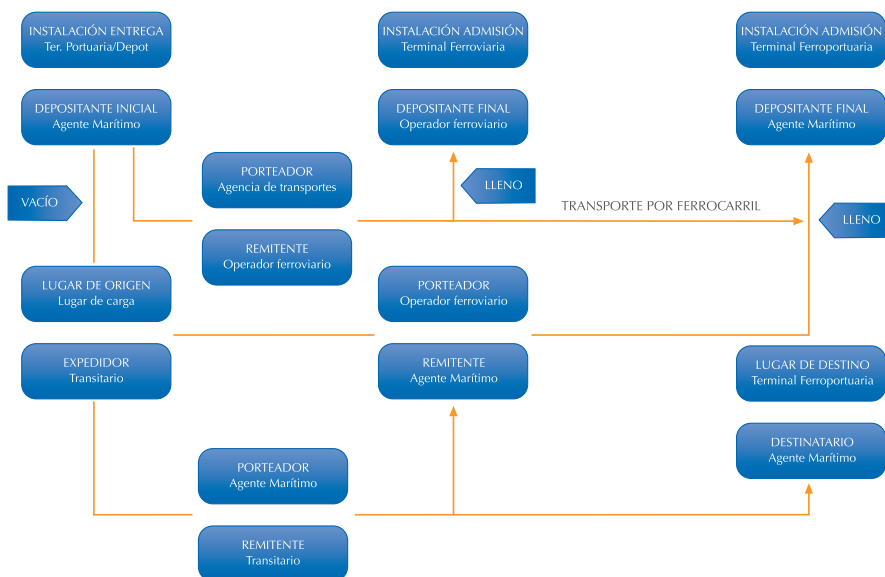 INSTALACIÓN ENTREGA
Ter. Portuaria/Depot
INSTALACIÓN ADMISIÓN
Terminal Ferroviaria
INSTALACIÓN ADMISIÓN
Terminal Ferroportuaria
DEPOSITANTE INICIAL
Agente Marítimo
DEPOSITANTE FINAL
Operador ferroviario
DEPOSITANTE FINAL
Agente Marítimo
PORTEADOR
Agencia de transportes
LLENO
VACÍO
TRANSPORTE POR FERROCARRIL
LLENO
REMITENTE
Operador ferroviario
LUGAR DE ORIGEN
Lugar de carga
PORTEADOR
Operador ferroviario
EXPEDIDOR
Transitario
REMITENTE
Agente Marítimo
LUGAR DE DESTINO
Terminal Ferroportuaria
DESTINATARIO
Agente Marítimo
PORTEADOR
Agente Marítimo
REMITENTE
Transitario